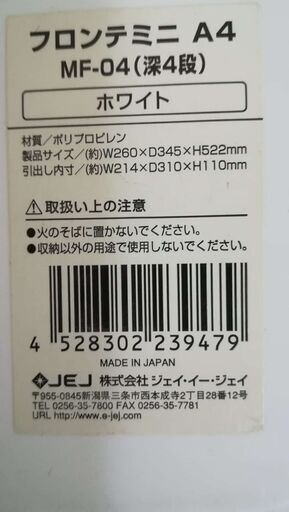 フロンテミニ A4
MF-04(深4段)
ホワイト
材質/ポリプロピレン
製品サイズ/(約)W260×D345×H522mm
引出し内寸/(約)W214×D310×H110mm
⚠取扱い上の注意
●火のそばに置かないでください。
●収納以外の用途で使用しないでください。
4 528302 239479
MADE IN JAPAN
JEJ 株式会社 ジェイ・イー・ジェイ
〒955-0845新潟県三条市西本成寺2丁目28番12号
TEL 0256-35-7800 FAX 0256-35-7781
URL http://www.e-jej.com